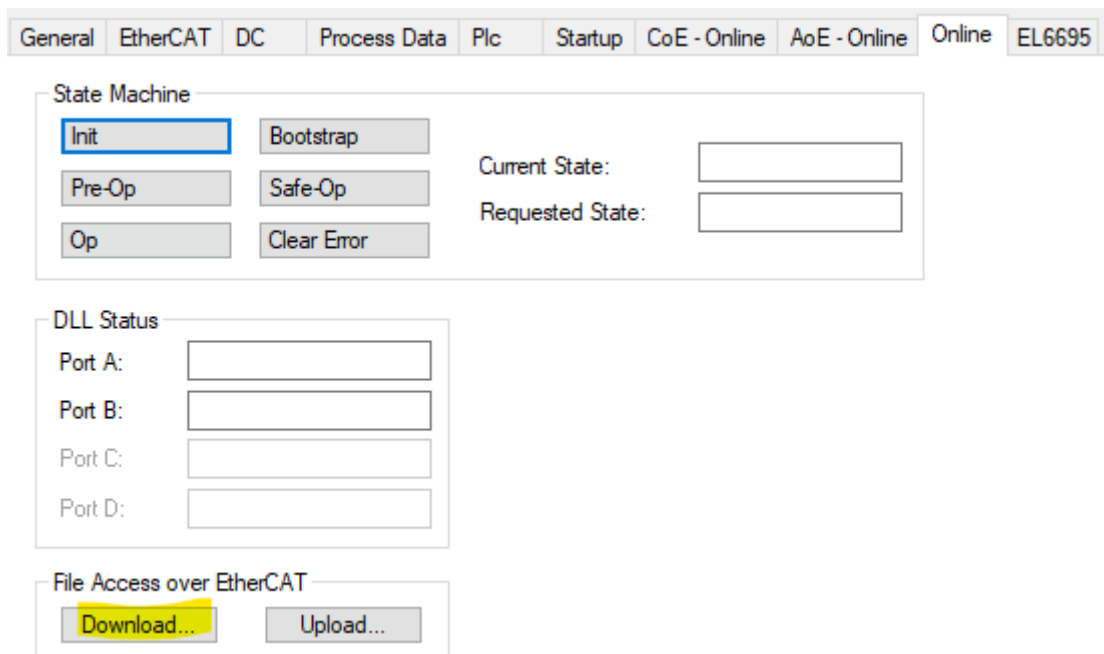 General EtherCAT DC Process Data Plc Startup CoE - Online AoE - Online Online EL6695
State Machine
Init Bootstrap
Current State:
Pre-Op Safe-Op
Requested State:
Op Clear Error
DLL Status
Port A:
Port B:
Port C:
Port D:
File Access over EtherCAT
Download... Upload...